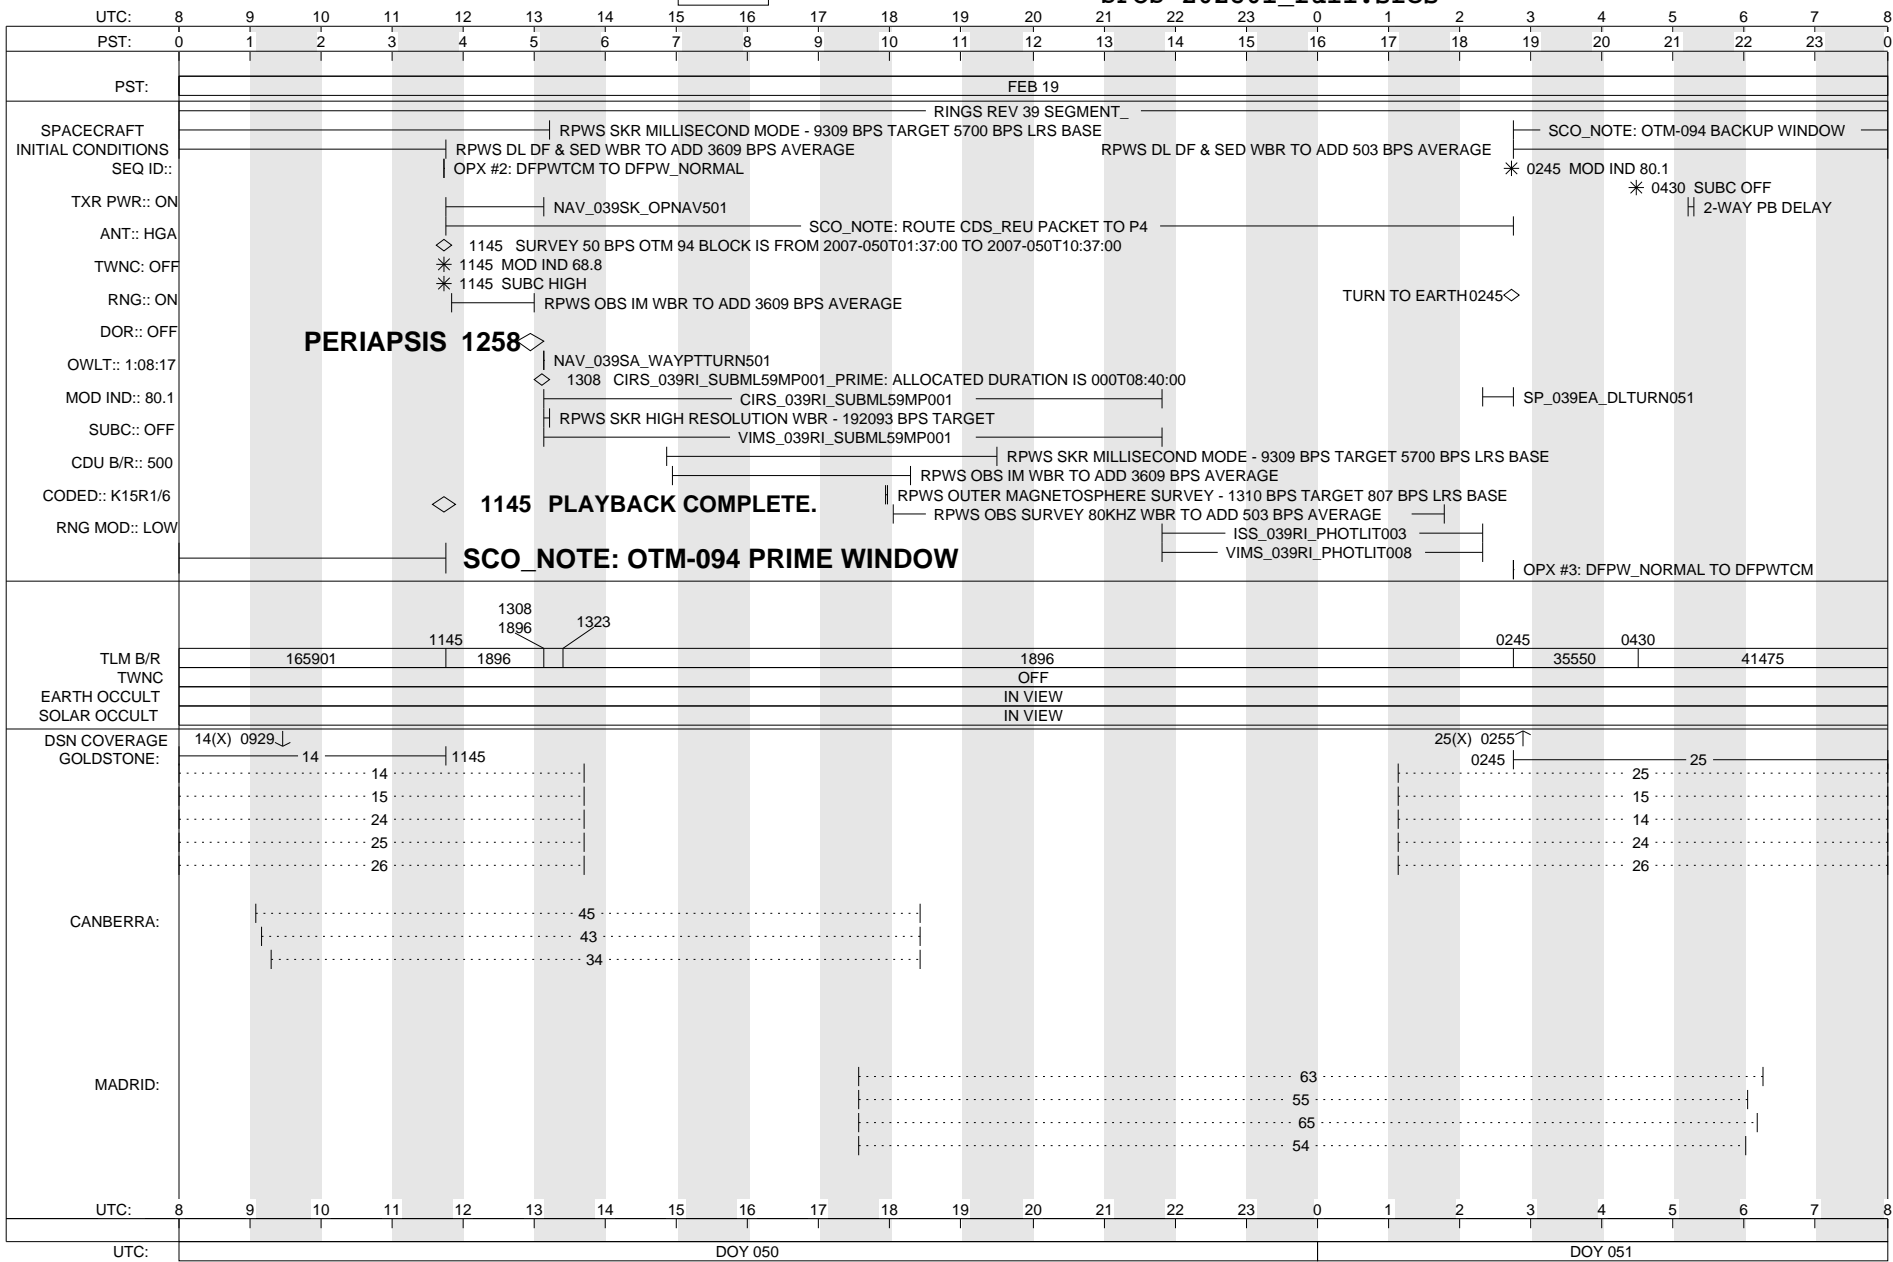 UTC: 8 9 10 11 12 13 14 15 16 17 18 19 20 21 22 23 0 1 2 3 4 5 6 7 8
PST: 0 1 2 3 4 5 6 7 8 9 10 11 12 13 14 15 16 17 18 19 20 21 22 23 0
PST: FEB 19
RINGS REV 39 SEGMENT_
SPACECRAFT
INITIAL CONDITIONS
RPWS SKR MILLISECOND MODE - 9309 BPS TARGET 5700 BPS LRS BASE
SCO_NOTE: OTM-094 BACKUP WINDOW
RPWS DL DF & SED WBR TO ADD 3609 BPS AVERAGE
RPWS DL DF & SED WBR TO ADD 503 BPS AVERAGE
SEQ ID::
OPX #2: DFPWTCM TO DFPW_NORMAL
0245 MOD IND 80.1
0430 SUBC OFF
TXR PWR:: ON
NAV_039SK_OPNAV501
2-WAY PB DELAY
SCO_NOTE: ROUTE CDS_REU PACKET TO P4
ANT:: HGA
1145 SURVEY 50 BPS OTM 94 BLOCK IS FROM 2007-050T01:37:00 TO 2007-050T10:37:00
TWNC: OFF
1145 MOD IND 68.8
1145 SUBC HIGH
RNG:: ON
RPWS OBS IM WBR TO ADD 3609 BPS AVERAGE
TURN TO EARTH0245
DOR:: OFF
PERIAPSIS 1258
OWLT:: 1:08:17
NAV_039SA_WAYPTTURN501
1308 CIRS_039RI_SUBML59MP001_PRIME: ALLOCATED DURATION IS 000T08:40:00
MOD IND:: 80.1
CIRS_039RI_SUBML59MP001
SP_039EA_DLTURN051
RPWS SKR HIGH RESOLUTION WBR - 192093 BPS TARGET
SUBC:: OFF
VIMS_039RI_SUBML59MP001
RPWS SKR MILLISECOND MODE - 9309 BPS TARGET 5700 BPS LRS BASE
CDU B/R:: 500
RPWS OBS IM WBR TO ADD 3609 BPS AVERAGE
CODED:: K15R1/6
RPWS OUTER MAGNETOSPHERE SURVEY - 1310 BPS TARGET 807 BPS LRS BASE
1145 PLAYBACK COMPLETE.
RPWS OBS SURVEY 80KHZ WBR TO ADD 503 BPS AVERAGE
RNG MOD:: LOW
ISS_039RI_PHOTLIT003
VIMS_039RI_PHOTLIT008
SCO_NOTE: OTM-094 PRIME WINDOW
OPX #3: DFPW_NORMAL TO DFPWTCM
1308
1896
1323
1145
0245
0430
TLM B/R 165901 1896 1896 35550 41475
TWNC OFF
EARTH OCCULT IN VIEW
SOLAR OCCULT IN VIEW
DSN COVERAGE
14(X) 0929
25(X) 0255
GOLDSTONE: 14 1145 0245 25
14 25
15 15
24 14
25 24
26 26
CANBERRA:
45
43
34
MADRID:
63
55
65
54
UTC: 8 9 10 11 12 13 14 15 16 17 18 19 20 21 22 23 0 1 2 3 4 5 6 7 8
UTC: DOY 050 DOY 051